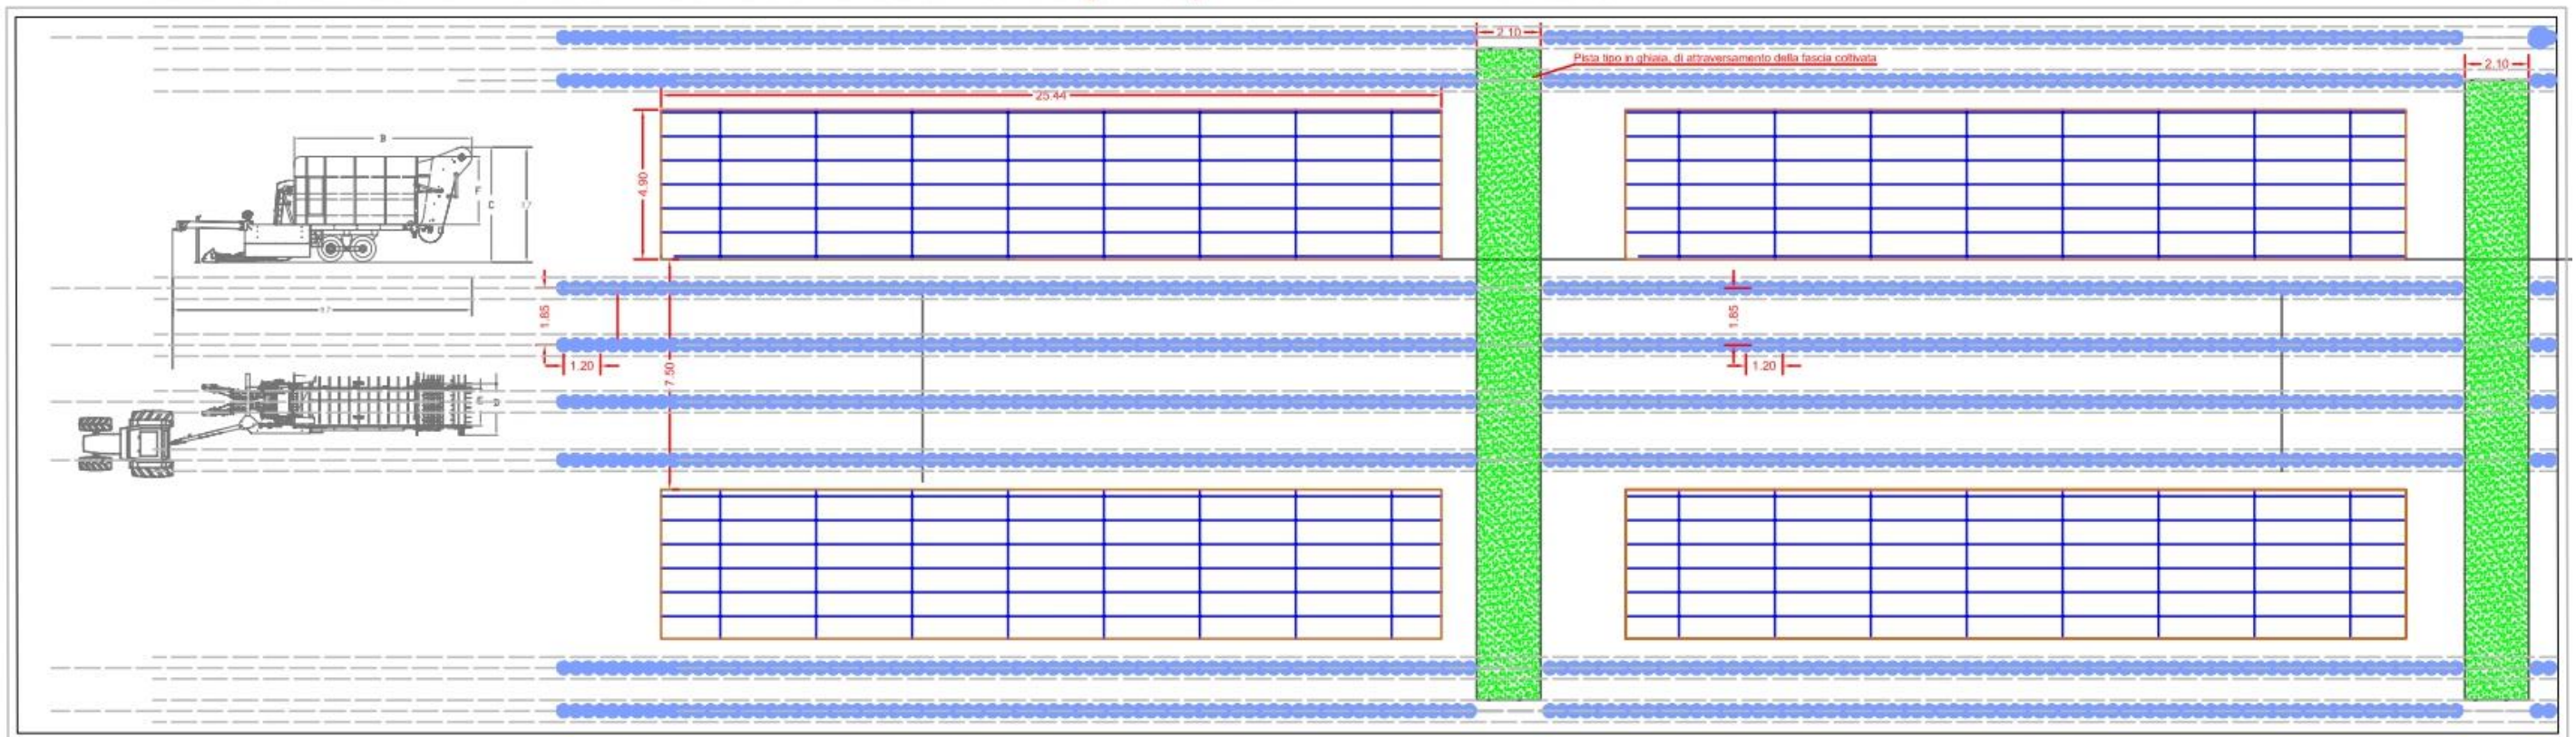 2.10
Pista tipo in ghiaia, di attraversamento della fascia coltivata
2.10
25.44
B
4.90
F
C
1.85
1.85
1.20
1.20
7.50
E
D